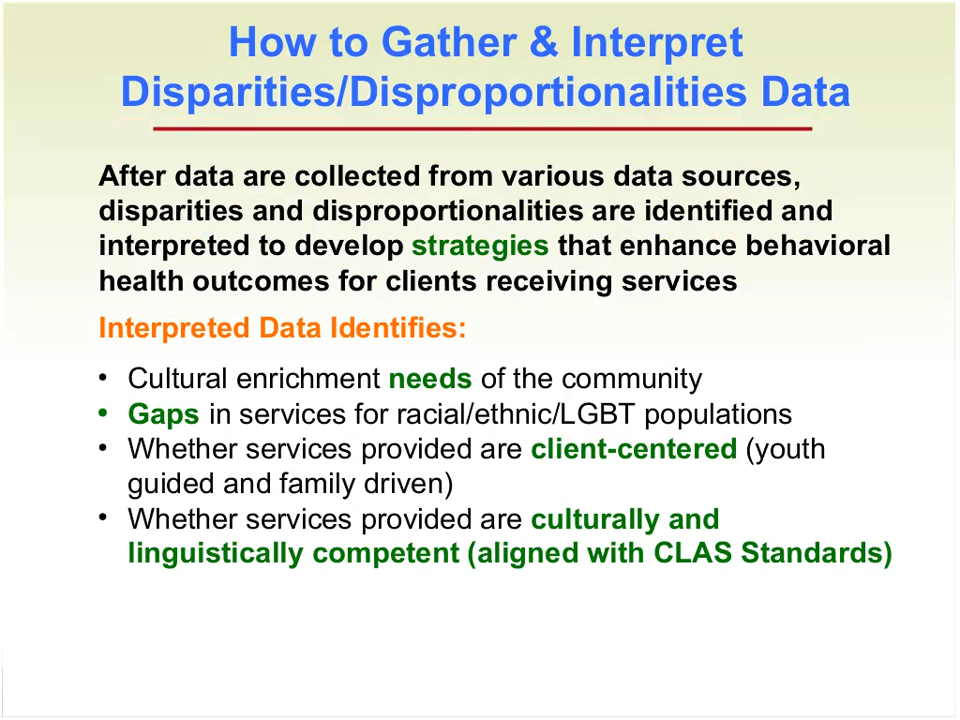 How to Gather & Interpret
Disparities/Disproportionalities Data
After data are collected from various data sources,
disparities and disproportionalities are identified and
interpreted to develop strategies that enhance behavioral
health outcomes for clients receiving services
Interpreted Data Identifies:
• Cultural enrichment needs of the community
• Gaps in services for racial/ethnic/LGBT populations
• Whether services provided are client-centered (youth
guided and family driven)
• Whether services provided are culturally and
linguistically competent (aligned with CLAS Standards)